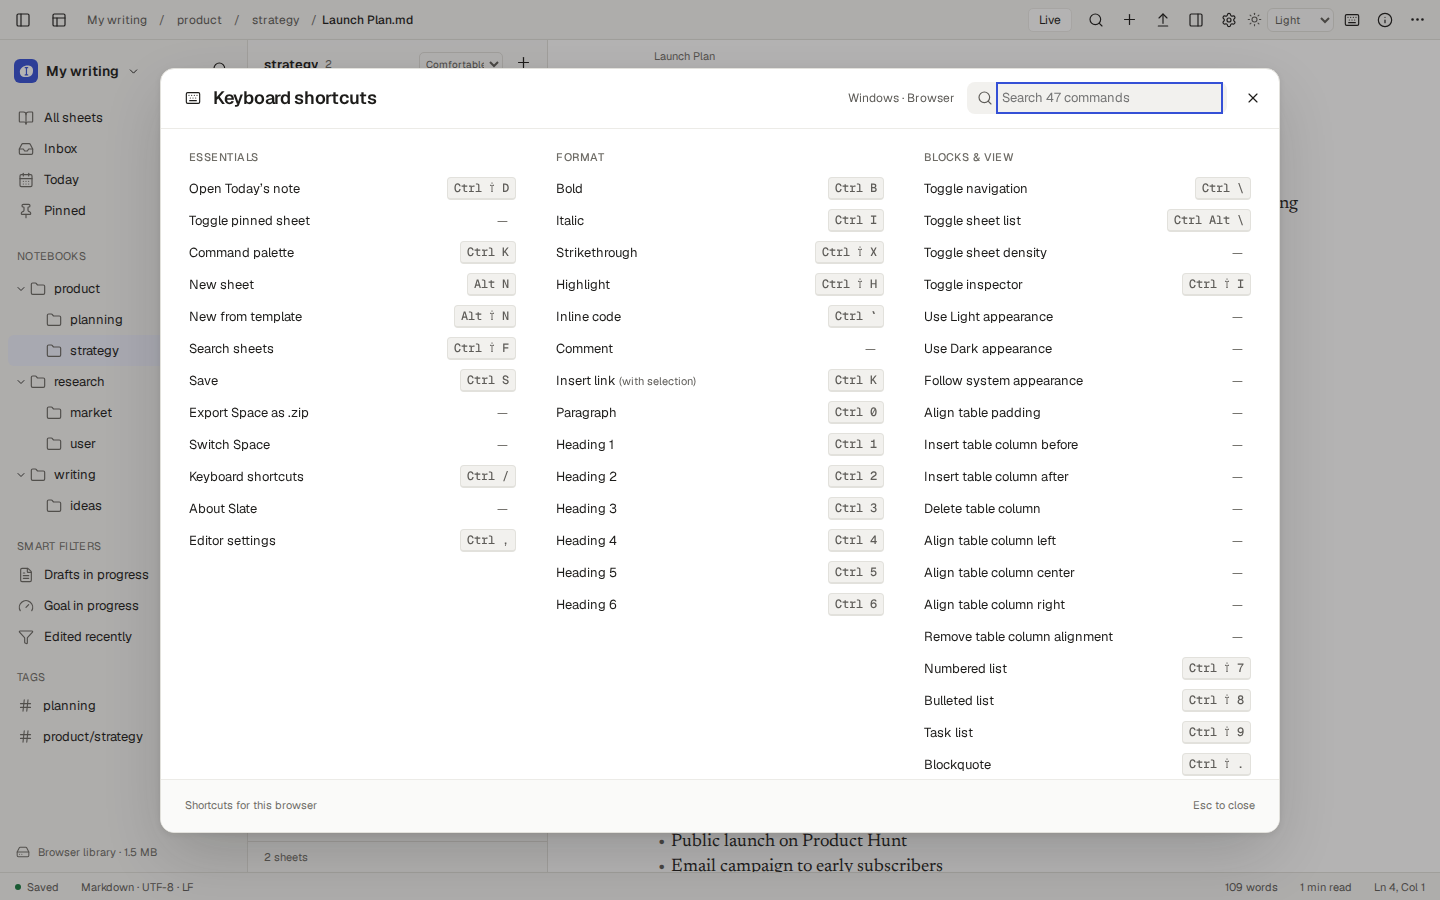 My writing / product / strategy / Launch Plan.md
Live
Light
My writing
strategy 2
Comfortable
Launch Plan
All sheets
Inbox
Today
Pinned
NOTEBOOKS
product
planning
strategy
research
market
user
writing
ideas
SMART FILTERS
Drafts in progress
Goal in progress
Edited recently
TAGS
planning
product/strategy
Browser library · 1.5 MB
2 sheets
Keyboard shortcuts
Windows · Browser
Search 47 commands
ESSENTIALS
Open Today's note Ctrl ⇧ D
Toggle pinned sheet —
Command palette Ctrl K
New sheet Alt N
New from template Alt ⇧ N
Search sheets Ctrl ⇧ F
Save Ctrl S
Export Space as .zip —
Switch Space —
Keyboard shortcuts Ctrl /
About Slate —
Editor settings Ctrl ,
FORMAT
Bold Ctrl B
Italic Ctrl I
Strikethrough Ctrl ⇧ X
Highlight Ctrl ⇧ H
Inline code Ctrl `
Comment —
Insert link (with selection) Ctrl K
Paragraph Ctrl 0
Heading 1 Ctrl 1
Heading 2 Ctrl 2
Heading 3 Ctrl 3
Heading 4 Ctrl 4
Heading 5 Ctrl 5
Heading 6 Ctrl 6
BLOCKS & VIEW
Toggle navigation Ctrl \
Toggle sheet list Ctrl Alt \
Toggle sheet density —
Toggle inspector Ctrl ⇧ I
Use Light appearance —
Use Dark appearance —
Follow system appearance —
Align table padding —
Insert table column before —
Insert table column after —
Delete table column —
Align table column left —
Align table column center —
Align table column right —
Remove table column alignment —
Numbered list Ctrl ⇧ 7
Bulleted list Ctrl ⇧ 8
Task list Ctrl ⇧ 9
Blockquote Ctrl ⇧ .
Shortcuts for this browser
Esc to close
ng
• Public launch on Product Hunt
• Email campaign to early subscribers
Saved
Markdown · UTF-8 · LF
109 words
1 min read
Ln 4, Col 1